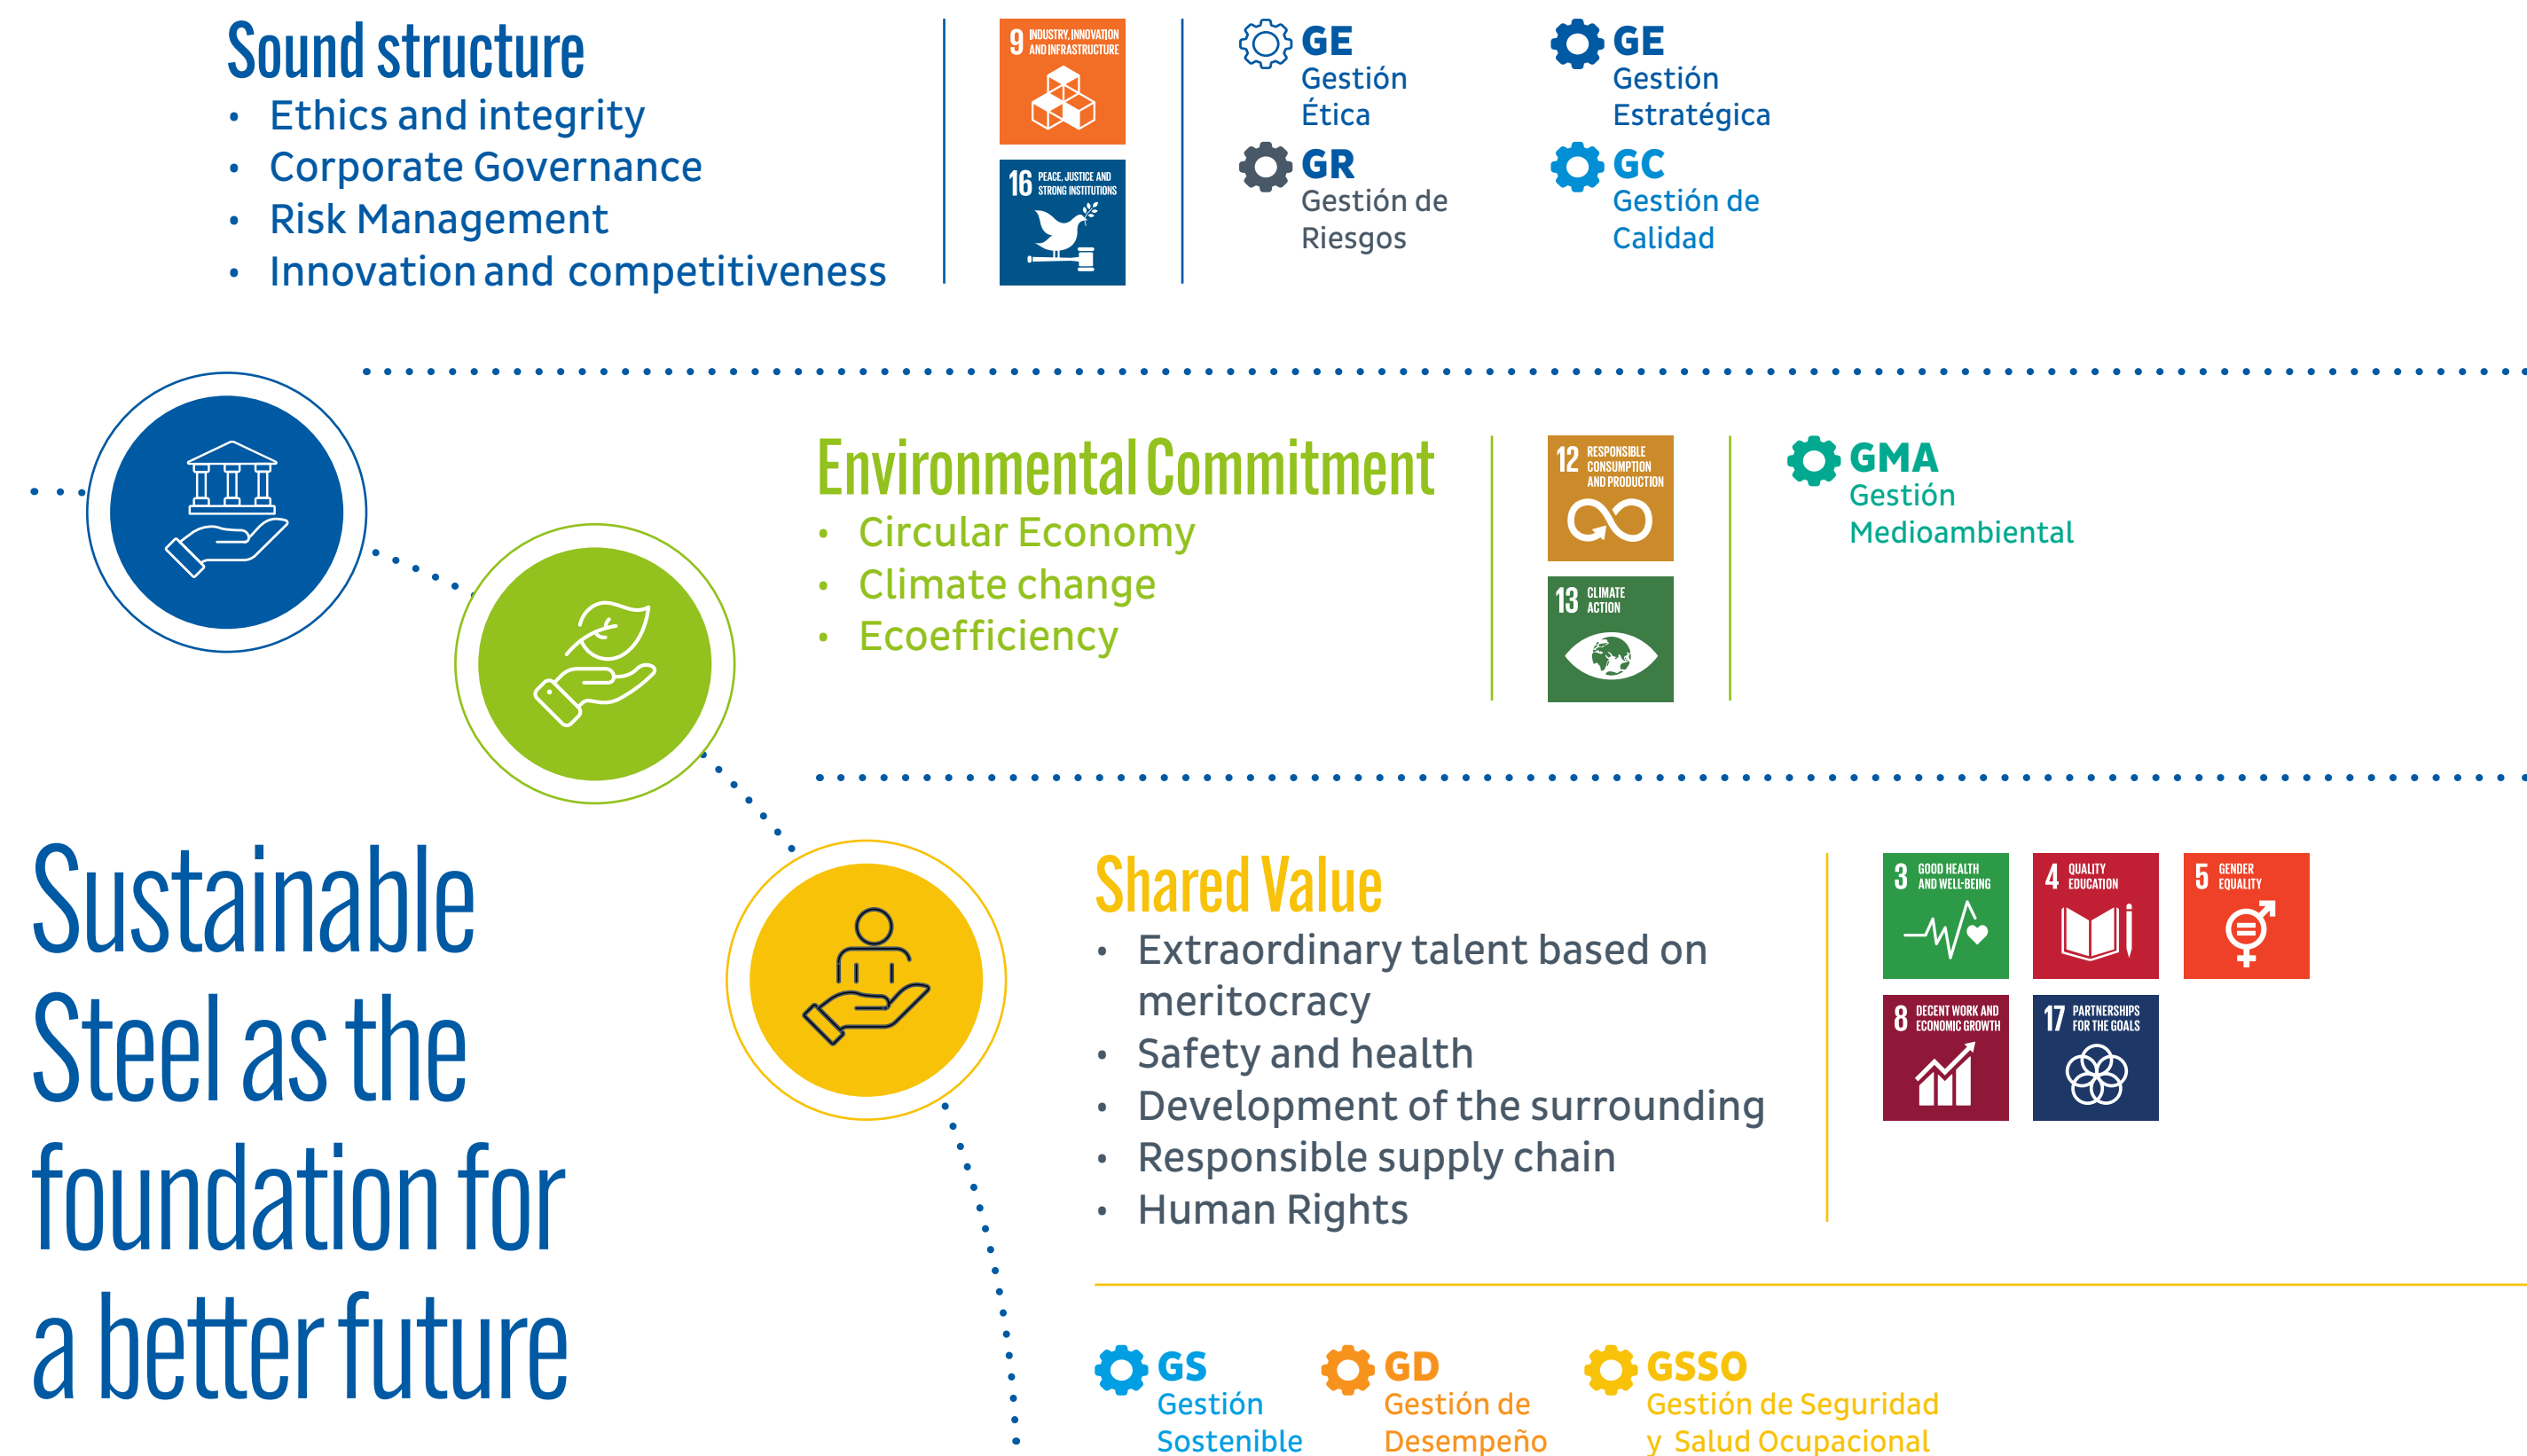 Sound structure
• Ethics and integrity
• Corporate Governance
• Risk Management
• Innovation and competitiveness
9 INDUSTRY, INNOVATION
AND INFRASTRUCTURE
16 PEACE, JUSTICE AND
STRONG INSTITUTIONS
GE
Gestión
Ética
GE
Gestión
Estratégica
GR
Gestión de
Riesgos
GC
Gestión de
Calidad
Environmental Commitment
• Circular Economy
• Climate change
• Ecoefficiency
12 RESPONSIBLE
CONSUMPTION
AND PRODUCTION
13 CLIMATE
ACTION
GMA
Gestión
Medioambiental
Sustainable
Steel as the
foundation for
a better future
Shared Value
• Extraordinary talent based on
meritocracy
• Safety and health
• Development of the surrounding
• Responsible supply chain
• Human Rights
3 GOOD HEALTH
AND WELL-BEING
4 QUALITY
EDUCATION
5 GENDER
EQUALITY
8 DECENT WORK AND
ECONOMIC GROWTH
17 PARTNERSHIPS
FOR THE GOALS
GS
Gestión
Sostenible
GD
Gestión de
Desempeño
GSSO
Gestión de Seguridad
y Salud Ocupacional